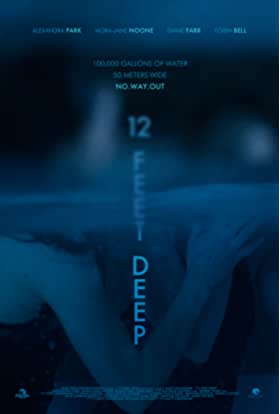 ALEXANDRA PARK NORA-JANE NOONE DIANE FARR TOBIN BELL
100,000 GALLONS OF WATER
50 METERS WIDE
NO.WAY.OUT
12
FEET
DEEP